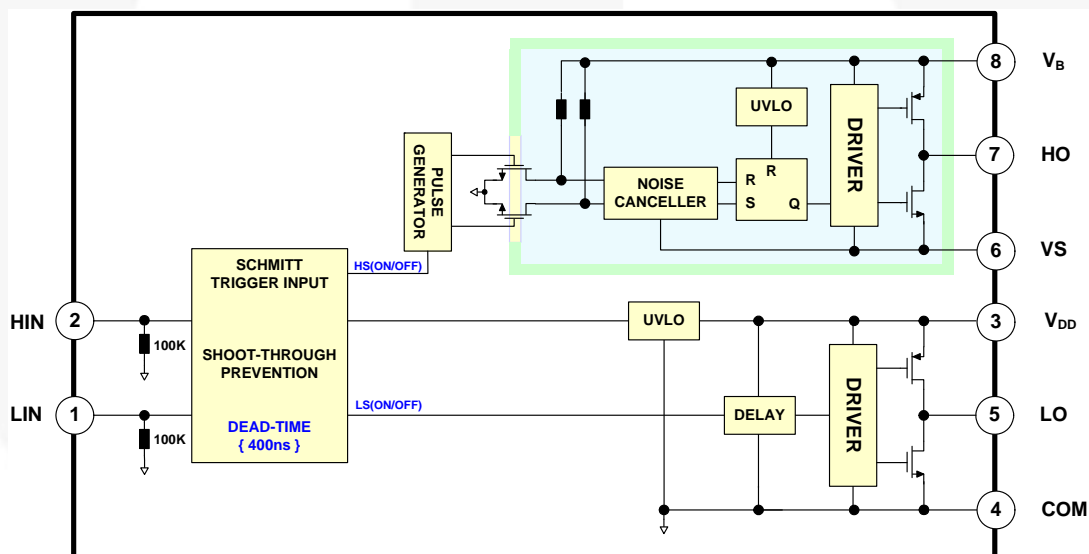 8
V_B
UVLO
DRIVER
PULSE
GENERATOR
7
HO
R
R
S
Q
NOISE
CANCELLER
6
VS
SCHMITT
TRIGGER INPUT
HS(ON/OFF)
HIN
2
100K
UVLO
3
V_DD
SHOOT-THROUGH
PREVENTION
DRIVER
LIN
1
100K
LS(ON/OFF)
DELAY
5
LO
DEAD-TIME
{ 400ns }
4
COM